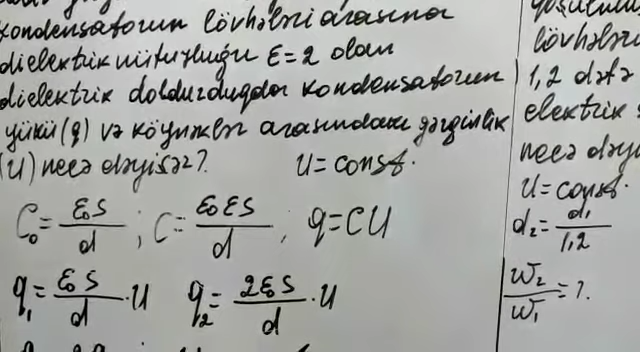 kondensatorun lövhələri arasına
dielektrik nüfuzluğu ε=2 olan
dielektrik doldurduqda kondensatorun
yükü (q) və köynəkləri arasındakı gərginlik
(U) necə dəyişər? U=const.
C₀=ε₀S/d ; C=ε₀εS/d ; q=CU
q₁=ε₀S/d ·U q₂=2ε₀S/d ·U
lövhələri
1,2 dəfə
elektrik
necə dəyi
U=const.
d₂=d₁/1,2
W₂/W₁=?